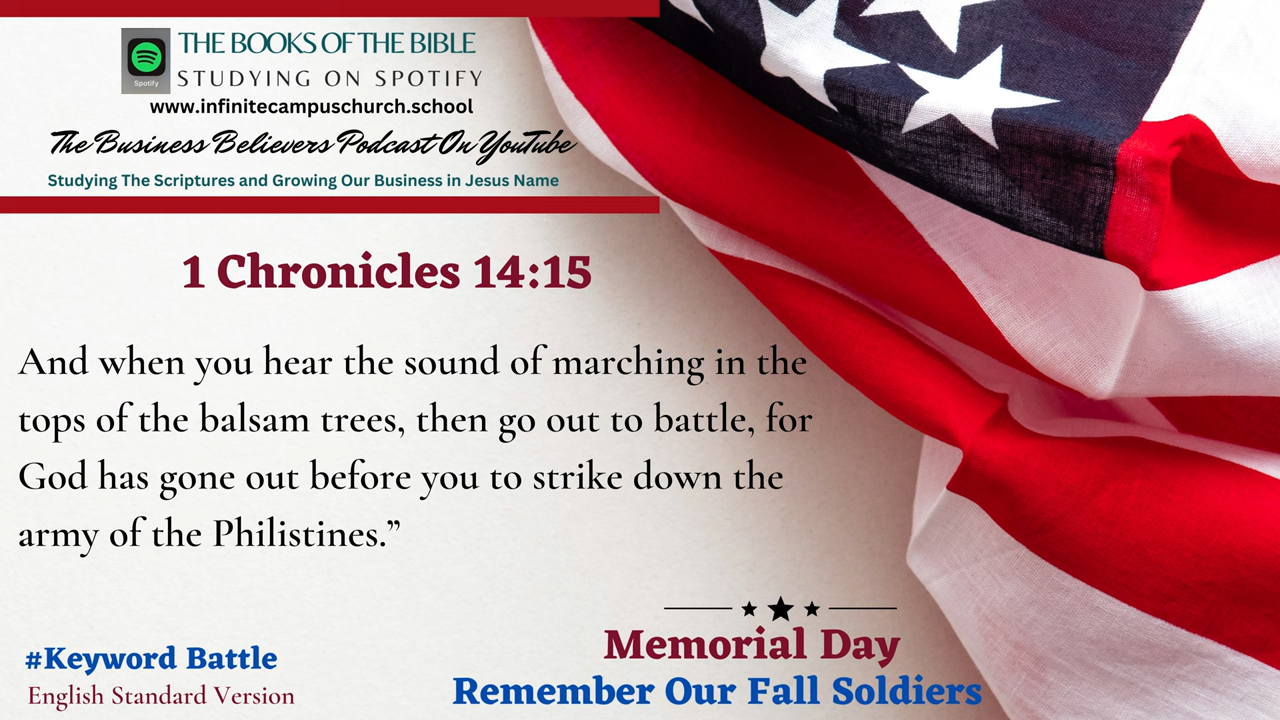 THE BOOKS OF THE BIBLE
Spotify
STUDYING ON SPOTIFY
www.infinitecampuschurch.school
The Business Believers Podcast On YouTube
Studying The Scriptures and Growing Our Business in Jesus Name
1 Chronicles 14:15
And when you hear the sound of marching in the
tops of the balsam trees, then go out to battle, for
God has gone out before you to strike down the
army of the Philistines.”
#Keyword Battle
English Standard Version
Memorial Day
Remember Our Fall Soldiers